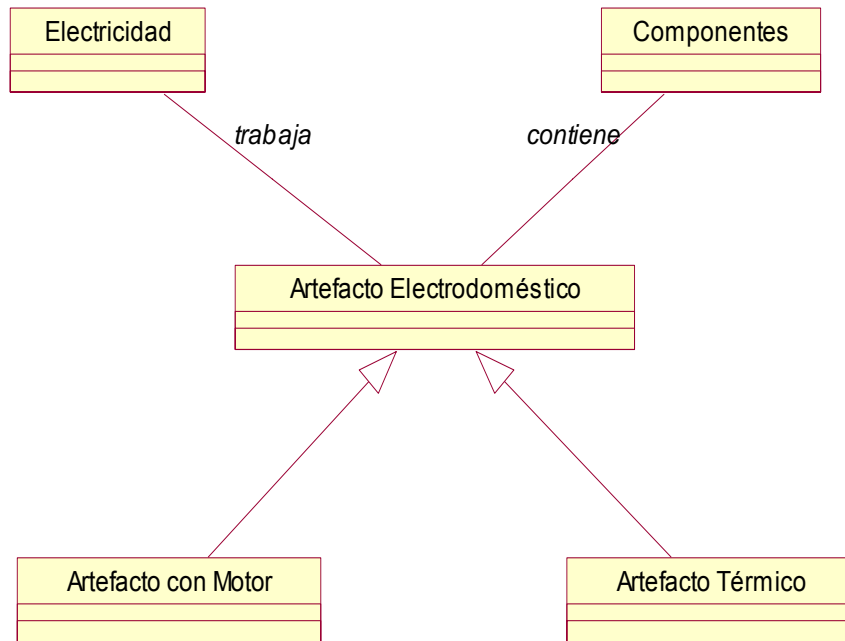 Electricidad
Componentes
trabaja
contiene
Artefacto Electrodoméstico
Artefacto con Motor
Artefacto Térmico